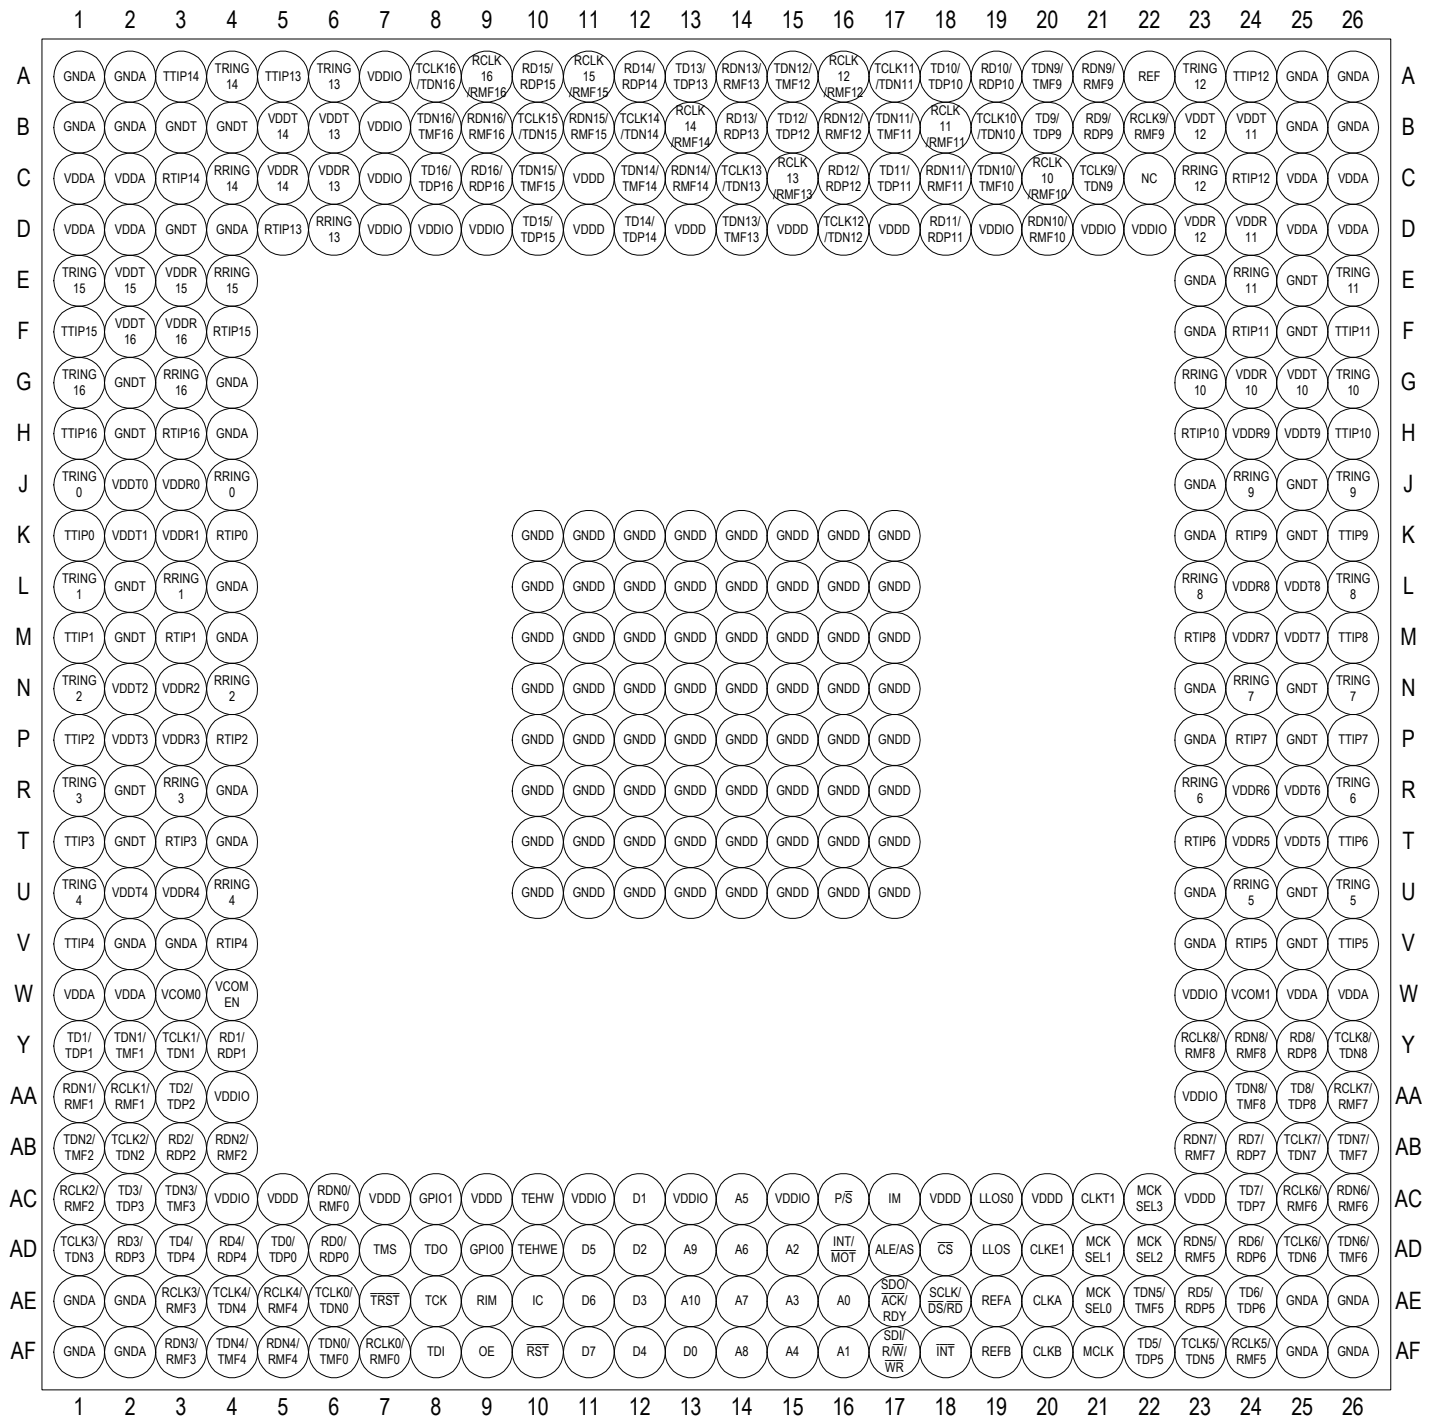 1 2 3 4 5 6 7 8 9 10 11 12 13 14 15 16 17 18 19 20 21 22 23 24 25 26
A GNDA GNDA TTIP14 TRING 14 TTIP13 TRING 13 VDDIO TCLK16 /TDN16 RCLK 16 /RMF16 RD15/ RDP15 RCLK 15 /RMF15 RD14/ RDP14 TD13/ TDP13 RDN13/ RMF13 TDN12/ TMF12 RCLK 12 /RMF12 TCLK11 /TDN11 TD10/ TDP10 RD10/ RDP10 TDN9/ TMF9 RDN9/ RMF9 REF TRING 12 TTIP12 GNDA GNDA A
B GNDA GNDA GNDT GNDT VDDT 14 VDDT 13 VDDIO TDN16/ TMF16 RDN16/ RMF16 TCLK15 /TDN15 RDN15/ RMF15 TCLK14 /TDN14 RCLK 14 /RMF14 RD13/ RDP13 TD12/ TDP12 RDN12/ RMF12 TDN11/ TMF11 RCLK 11 /RMF11 TCLK10 /TDN10 TD9/ TDP9 RD9/ RDP9 RCLK9/ RMF9 VDDT 12 VDDT 11 GNDA GNDA B
C VDDA VDDA RTIP14 RRING 14 VDDR 14 VDDR 13 VDDIO TD16/ TDP16 RD16/ RDP16 TDN15/ TMF15 VDDD TDN14/ TMF14 RDN14/ RMF14 TCLK13 /TDN13 RCLK 13 /RMF13 RD12/ RDP12 TD11/ TDP11 RDN11/ RMF11 TDN10/ TMF10 RCLK 10 /RMF10 TCLK9/ TDN9 NC RRING 12 RTIP12 VDDA VDDA C
D VDDA VDDA GNDT GNDA RTIP13 RRING 13 VDDIO VDDIO VDDIO TD15/ TDP15 VDDD TD14/ TDP14 VDDD TDN13/ TMF13 VDDD TCLK12 /TDN12 VDDD RD11/ RDP11 VDDIO RDN10/ RMF10 VDDIO VDDIO VDDR 12 VDDR 11 VDDA VDDA D
E TRING 15 VDDT 15 VDDR 15 RRING 15 GNDA RRING 11 GNDT TRING 11 E
F TTIP15 VDDT 16 VDDR 16 RTIP15 GNDA RTIP11 GNDT TTIP11 F
G TRING 16 GNDT RRING 16 GNDA RRING 10 VDDR 10 VDDT 10 TRING 10 G
H TTIP16 GNDT RTIP16 GNDA RTIP10 VDDR9 VDDT9 TTIP10 H
J TRING 0 VDDT0 VDDR0 RRING 0 GNDA RRING 9 GNDT TRING 9 J
K TTIP0 VDDT1 VDDR1 RTIP0 GNDD GNDD GNDD GNDD GNDD GNDD GNDD GNDD GNDA RTIP9 GNDT TTIP9 K
L TRING 1 GNDT RRING 1 GNDA GNDD GNDD GNDD GNDD GNDD GNDD GNDD GNDD RRING 8 VDDR8 VDDT8 TRING 8 L
M TTIP1 GNDT RTIP1 GNDA GNDD GNDD GNDD GNDD GNDD GNDD GNDD GNDD RTIP8 VDDR7 VDDT7 TTIP8 M
N TRING 2 VDDT2 VDDR2 RRING 2 GNDD GNDD GNDD GNDD GNDD GNDD GNDD GNDD GNDA RRING 7 GNDT TRING 7 N
P TTIP2 VDDT3 VDDR3 RTIP2 GNDD GNDD GNDD GNDD GNDD GNDD GNDD GNDD GNDA RTIP7 GNDT TTIP7 P
R TRING 3 GNDT RRING 3 GNDA GNDD GNDD GNDD GNDD GNDD GNDD GNDD GNDD RRING 6 VDDR6 VDDT6 TRING 6 R
T TTIP3 GNDT RTIP3 GNDA GNDD GNDD GNDD GNDD GNDD GNDD GNDD GNDD RTIP6 VDDR5 VDDT5 TTIP6 T
U TRING 4 VDDT4 VDDR4 RRING 4 GNDD GNDD GNDD GNDD GNDD GNDD GNDD GNDD GNDA RRING 5 GNDT TRING 5 U
V TTIP4 GNDA GNDA RTIP4 GNDA RTIP5 GNDT TTIP5 V
W VDDA VDDA VCOM0 VCOM EN VDDIO VCOM1 VDDA VDDA W
Y TD1/ TDP1 TDN1/ TMF1 TCLK1/ TDN1 RD1/ RDP1 RCLK8/ RMF8 RDN8/ RMF8 RD8/ RDP8 TCLK8/ TDN8 Y
AA RDN1/ RMF1 RCLK1/ RMF1 TD2/ TDP2 VDDIO VDDIO TDN8/ TMF8 TD8/ TDP8 RCLK7/ RMF7 AA
AB TDN2/ TMF2 TCLK2/ TDN2 RD2/ RDP2 RDN2/ RMF2 RDN7/ RMF7 RD7/ RDP7 TCLK7/ TDN7 TDN7/ TMF7 AB
AC RCLK2/ RMF2 TD3/ TDP3 TDN3/ TMF3 VDDIO VDDD RDN0/ RMF0 VDDD GPIO1 VDDD TEHW VDDIO D1 VDDIO A5 VDDIO P/S IM VDDD LLOS0 VDDD CLKT1 MCK SEL3 VDDD TD7/ TDP7 RCLK6/ RMF6 RDN6/ RMF6 AC
AD TCLK3/ TDN3 RD3/ RDP3 TD4/ TDP4 RD4/ RDP4 TD0/ TDP0 RD0/ RDP0 TMS TDO GPIO0 TEHWE D5 D2 A9 A6 A2 INT/ MOT ALE/AS CS LLOS CLKE1 MCK SEL1 MCK SEL2 RDN5/ RMF5 RD6/ RDP6 TCLK6/ TDN6 TDN6/ TMF6 AD
AE GNDA GNDA RCLK3/ RMF3 TCLK4/ TDN4 RCLK4/ RMF4 TCLK0/ TDN0 TRST TCK RIM IC D6 D3 A10 A7 A3 A0 SDO/ ACK/ RDY SCLK/ DS/RD REFA CLKA MCK SEL0 TDN5/ TMF5 RD5/ RDP5 TD6/ TDP6 GNDA GNDA AE
AF GNDA GNDA RDN3/ RMF3 TDN4/ TMF4 RDN4/ RMF4 TDN0/ TMF0 RCLK0/ RMF0 TDI OE RST D7 D4 D0 A8 A4 A1 SDI/ R/W/ WR INT REFB CLKB MCLK TD5/ TDP5 TCLK5/ TDN5 RCLK5/ RMF5 GNDA GNDA AF
1 2 3 4 5 6 7 8 9 10 11 12 13 14 15 16 17 18 19 20 21 22 23 24 25 26